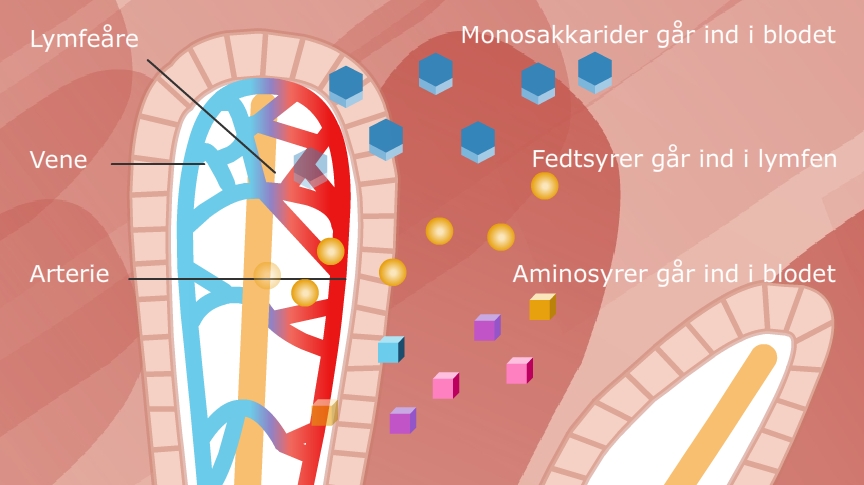 Lymfeåre
Monosakkarider går ind i blodet
Vene
Fedtsyrer går ind i lymfen
Arterie
Aminosyrer går ind i blodet